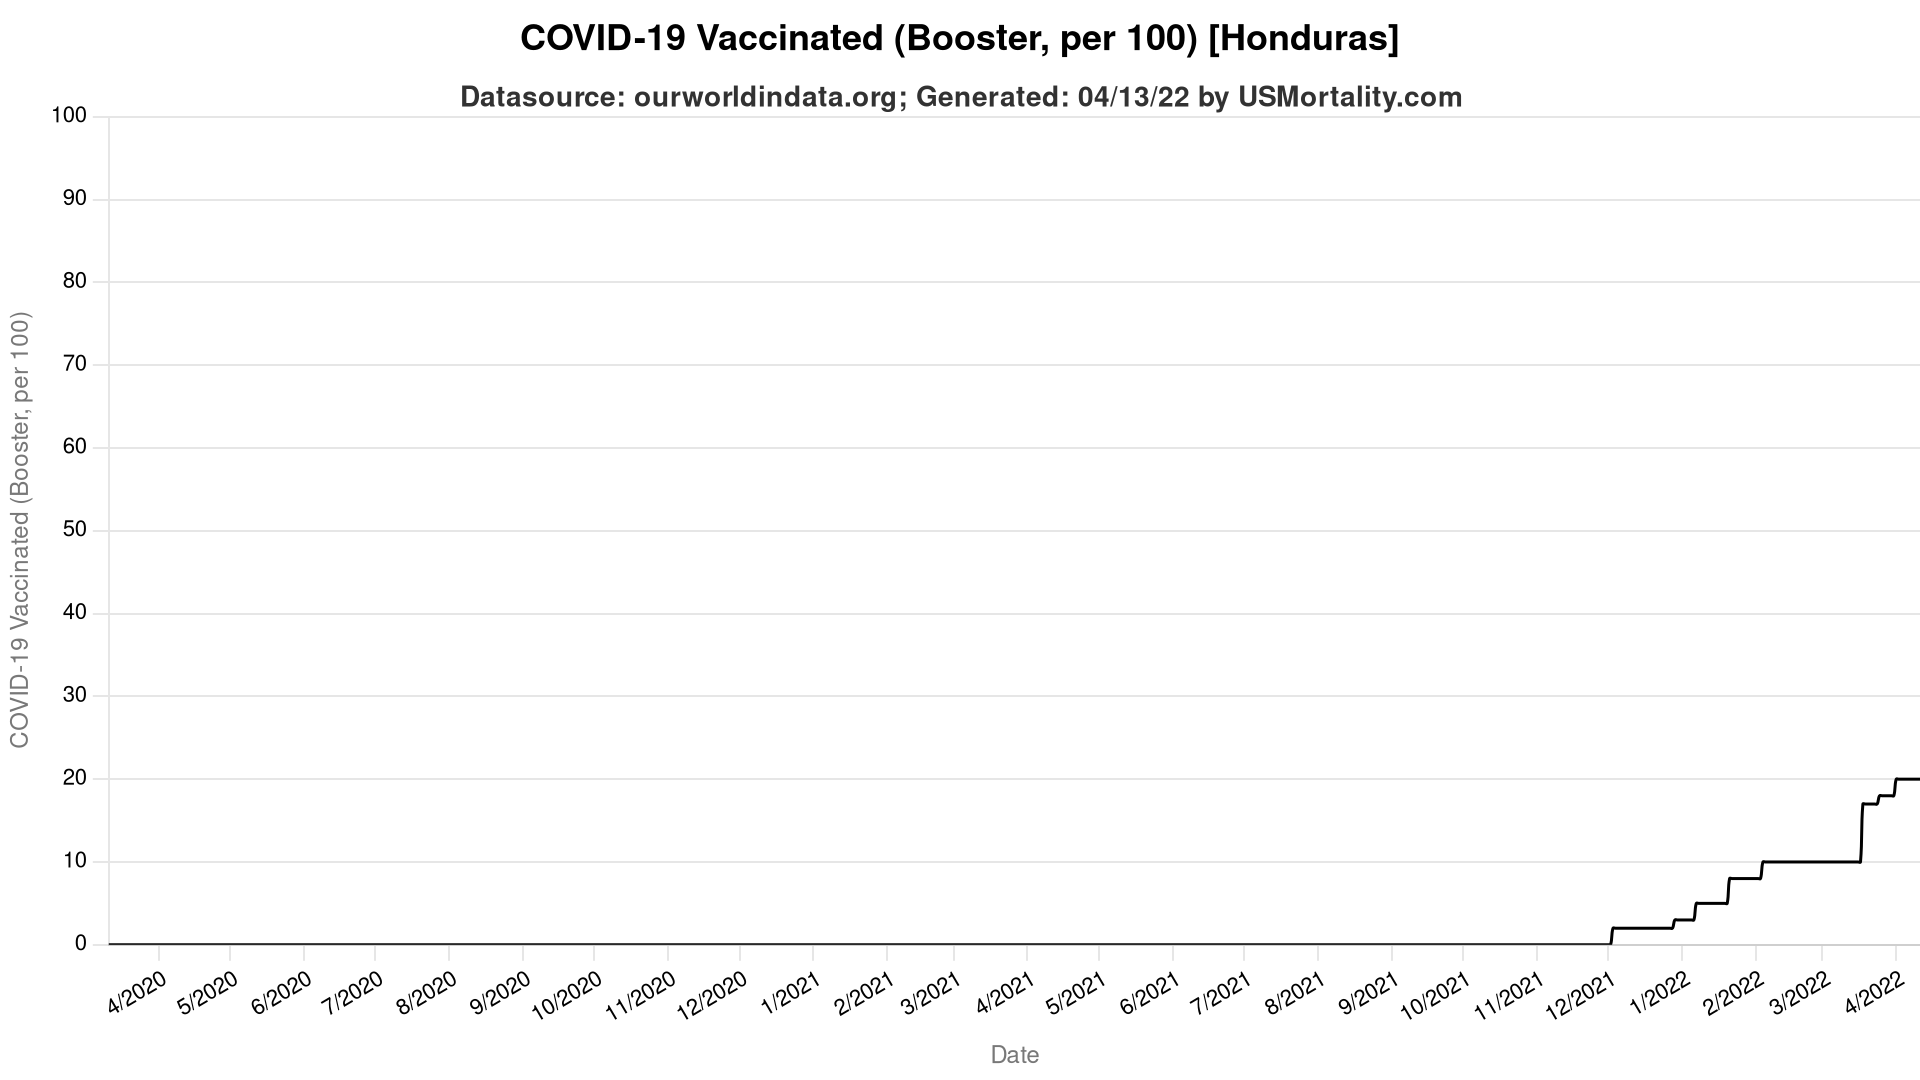 COVID-19 Vaccinated (Booster, per 100) [Honduras]
Datasource: ourworldindata.org; Generated: 04/13/22 by USMortality.com
COVID-19 Vaccinated (Booster, per 100)
100
90
80
70
60
50
40
30
20
10
0
4/2020 5/2020 6/2020 7/2020 8/2020 9/2020 10/2020 11/2020 12/2020 1/2021 2/2021 3/2021 4/2021 5/2021 6/2021 7/2021 8/2021 9/2021 10/2021 11/2021 12/2021 1/2022 2/2022 3/2022 4/2022
Date